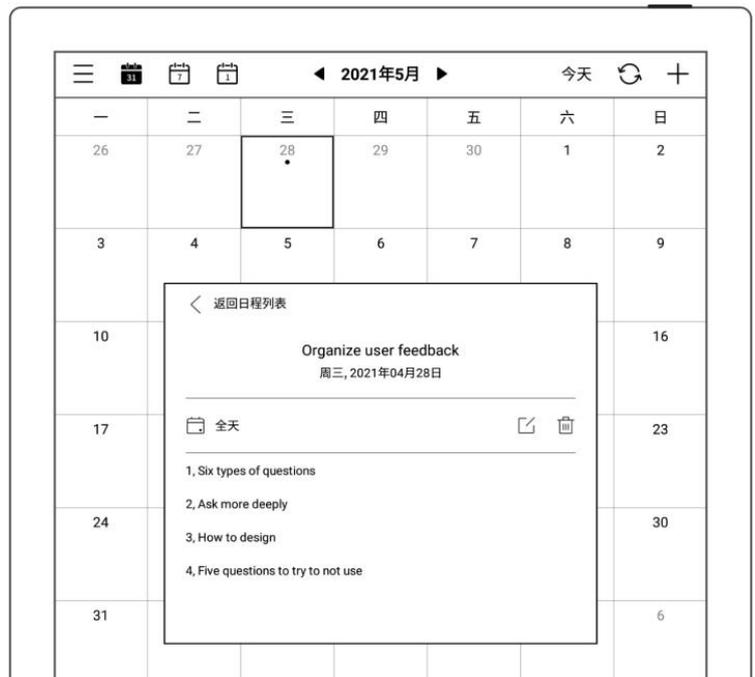 31 7 1 2021年5月 今天
一 二 三 四 五 六 日
26 27 28 29 30 1 2
3 4 5 6 7 8 9
返回日程列表
10 16
Organize user feedback
周三, 2021年04月28日
全天
17 23
1, Six types of questions
2, Ask more deeply
24 30
3, How to design
4, Five questions to try to not use
31 6